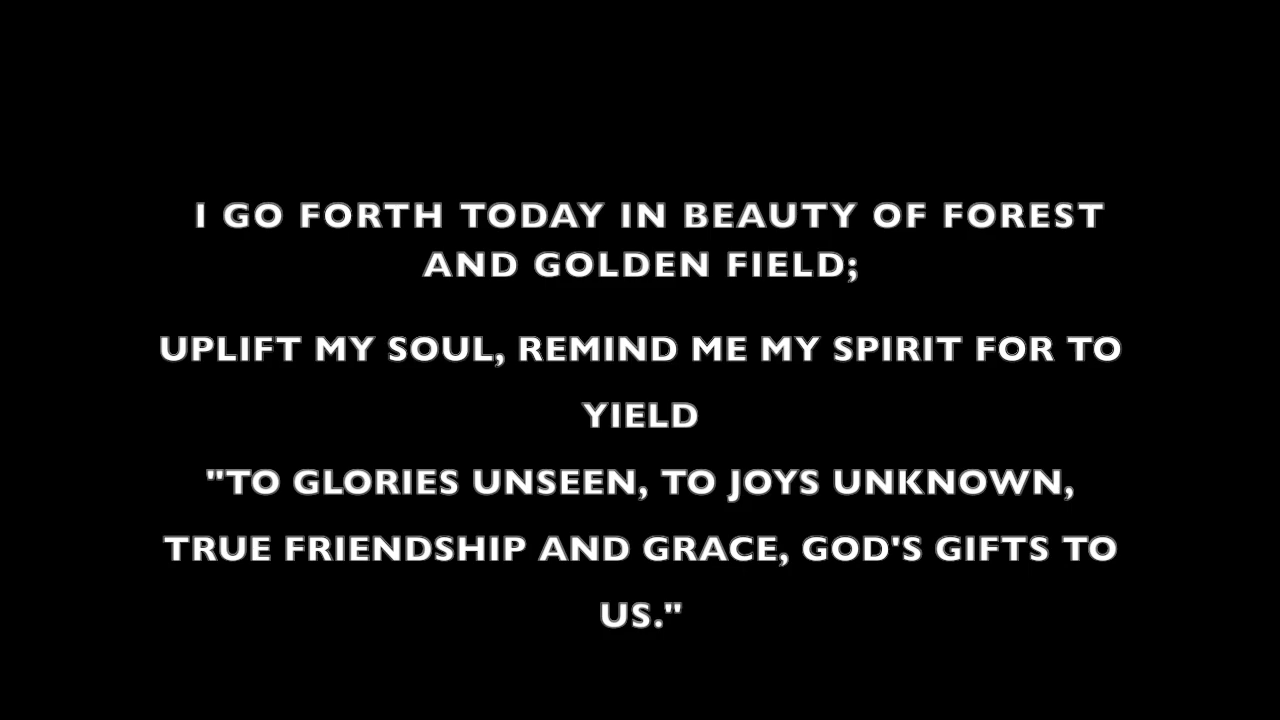 I GO FORTH TODAY IN BEAUTY OF FOREST
AND GOLDEN FIELD;
UPLIFT MY SOUL, REMIND ME MY SPIRIT FOR TO
YIELD
"TO GLORIES UNSEEN, TO JOYS UNKNOWN,
TRUE FRIENDSHIP AND GRACE, GOD'S GIFTS TO
US."